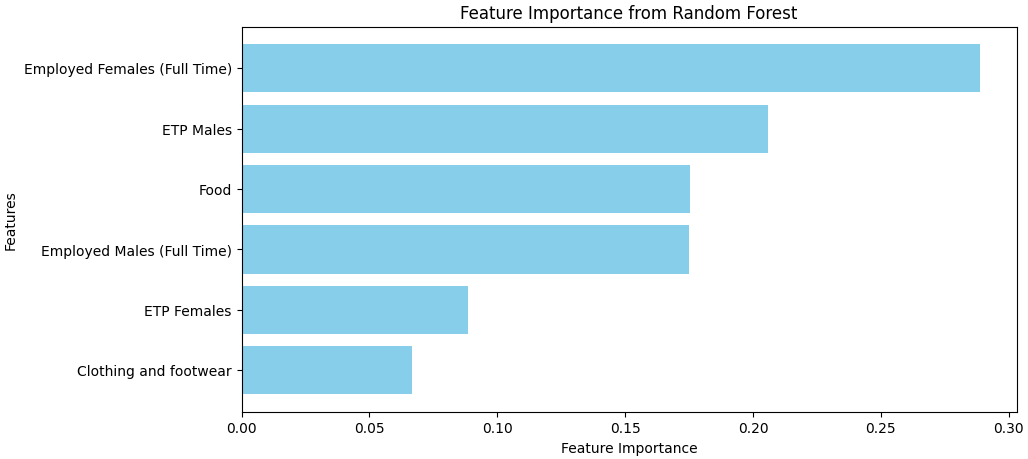 Feature Importance from Random Forest
Employed Females (Full Time)
ETP Males
Food
Employed Males (Full Time)
ETP Females
Clothing and footwear
Features
0.00 0.05 0.10 0.15 0.20 0.25 0.30
Feature Importance